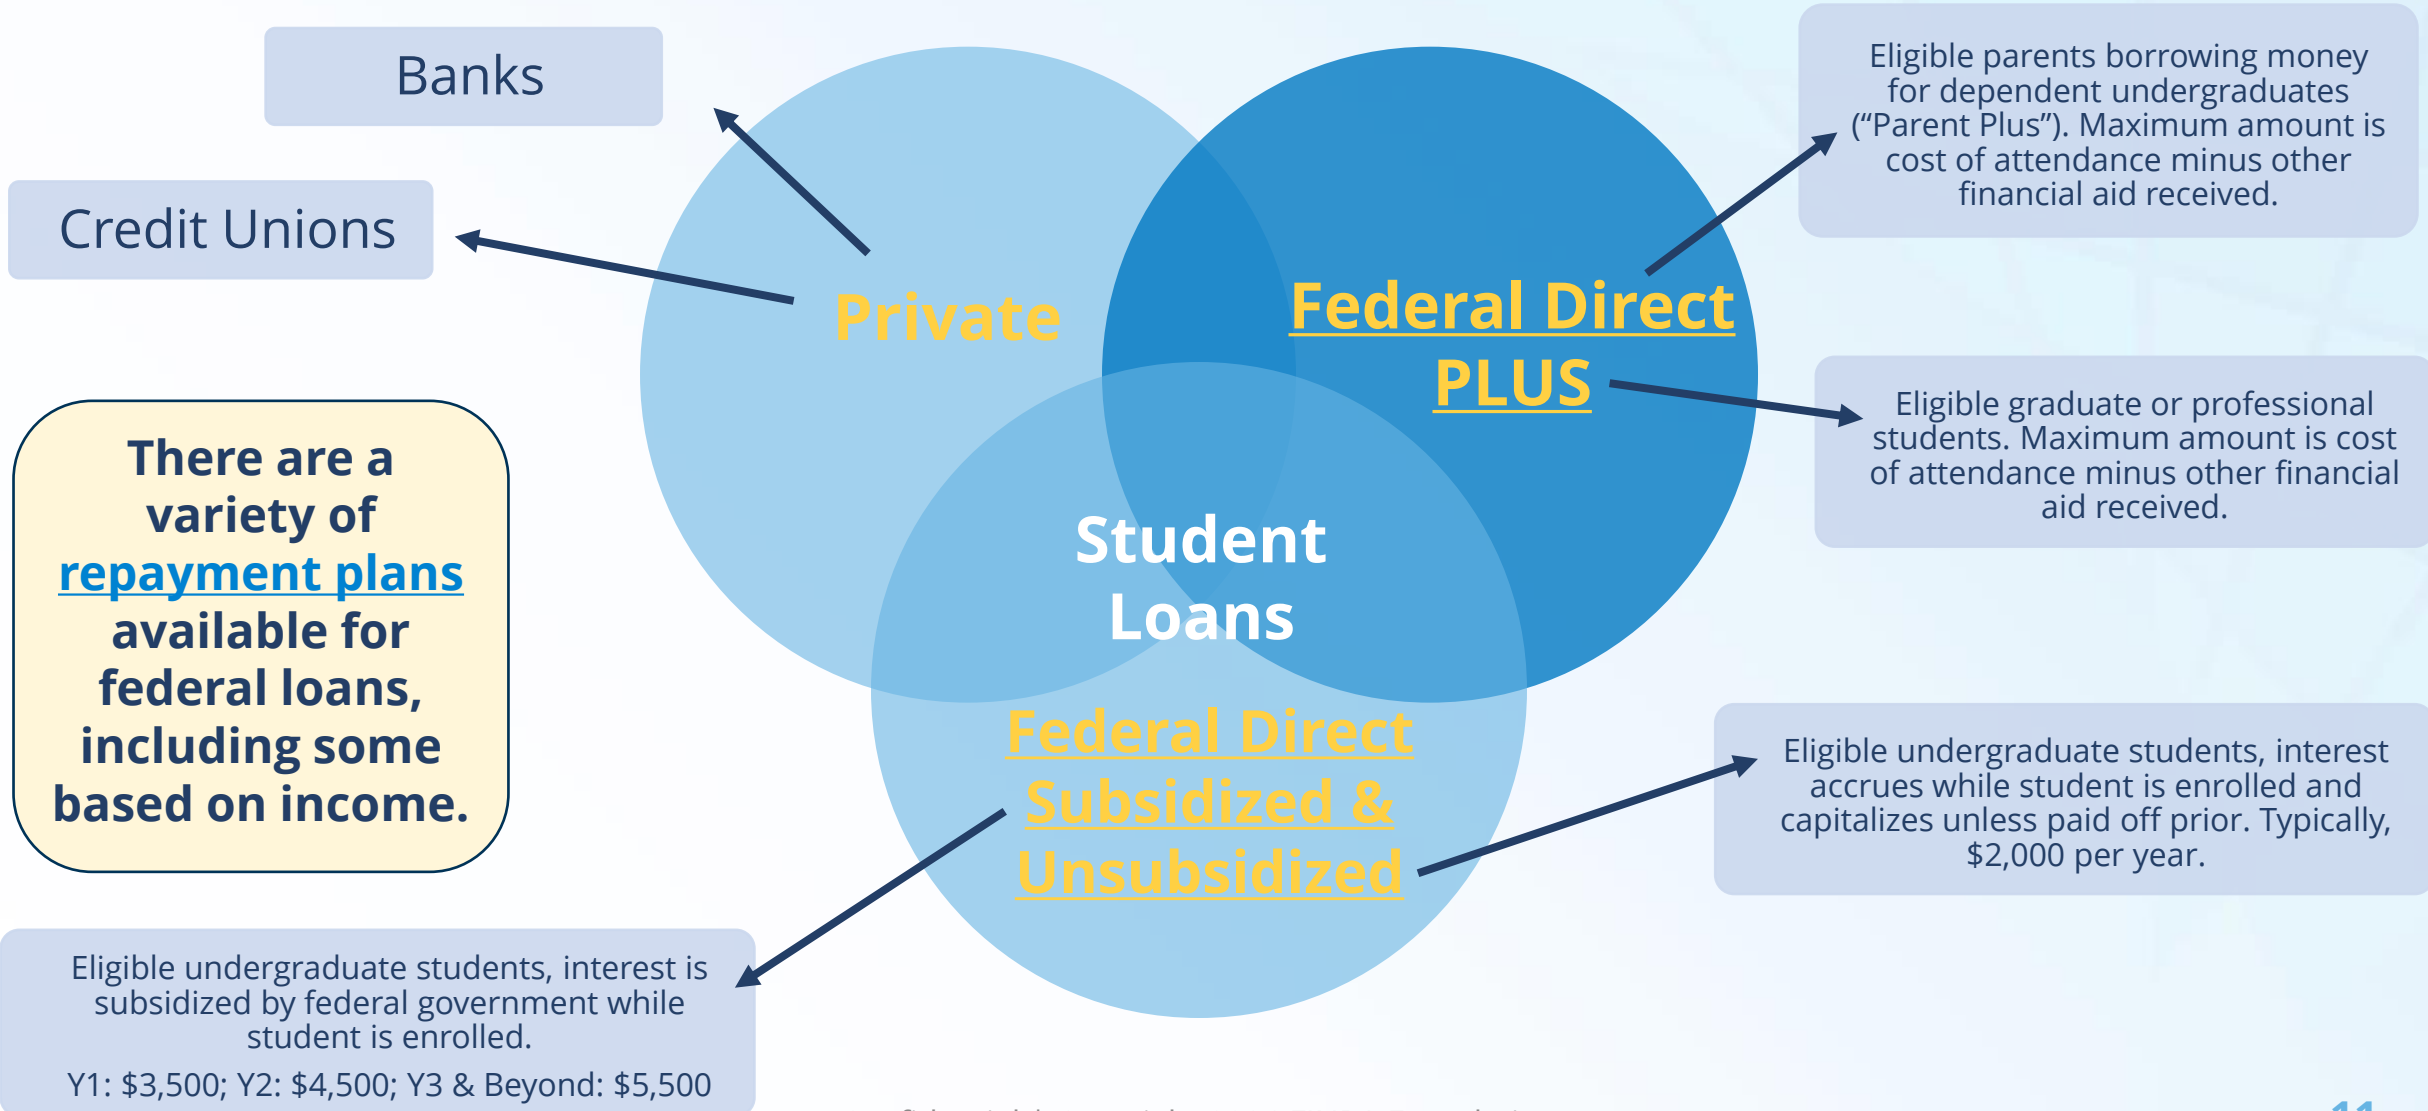 Banks
Credit Unions
Private
Federal Direct
PLUS
Eligible parents borrowing money
for dependent undergraduates
(“Parent Plus”). Maximum amount is
cost of attendance minus other
financial aid received.
Eligible graduate or professional
students. Maximum amount is cost
of attendance minus other financial
aid received.
There are a
variety of
repayment plans
available for
federal loans,
including some
based on income.
Student
Loans
Federal Direct
Subsidized &
Unsubsidized
Eligible undergraduate students, interest
accrues while student is enrolled and
capitalizes unless paid off prior. Typically,
$2,000 per year.
Eligible undergraduate students, interest is
subsidized by federal government while
student is enrolled.
Y1: $3,500; Y2: $4,500; Y3 & Beyond: $5,500
11